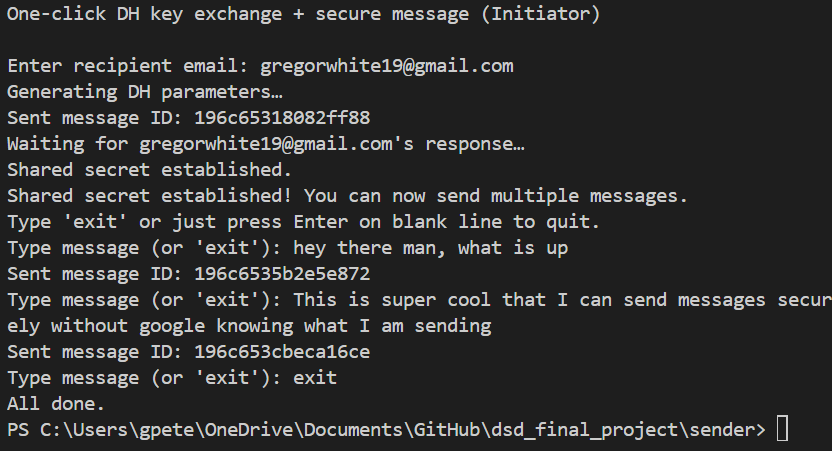 One-click DH key exchange + secure message (Initiator)
Enter recipient email: gregorwhite19@gmail.com
Generating DH parameters…
Sent message ID: 196c65318082ff88
Waiting for gregorwhite19@gmail.com's response…
Shared secret established.
Shared secret established! You can now send multiple messages.
Type 'exit' or just press Enter on blank line to quit.
Type message (or 'exit'): hey there man, what is up
Sent message ID: 196c6535b2e5e872
Type message (or 'exit'): This is super cool that I can send messages secur
ely without google knowing what I am sending
Sent message ID: 196c653cbeca16ce
Type message (or 'exit'): exit
All done.
PS C:\Users\gpete\OneDrive\Documents\GitHub\dsd_final_project\sender>